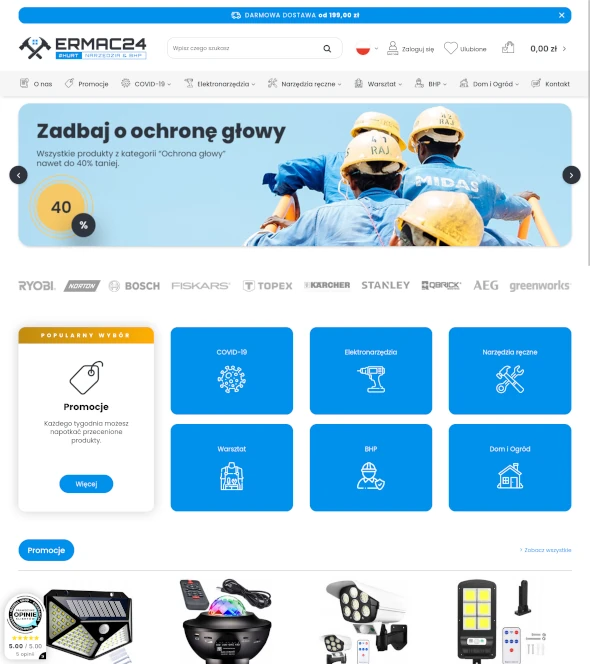 DARMOWA DOSTAWA od 199,00 zł
ERMAC24
HURT NARZĘDZIA & BHP
Wpisz czego szukasz
Zaloguj się
Ulubione
0,00 zł
O nas
Promocje
COVID-19
Elektronarzędzia
Narzędzia ręczne
Warsztat
BHP
Dom i Ogród
Kontakt
Zadbaj o ochronę głowy
Wszystkie produkty z kategorii "Ochrona głowy"
nawet do 40% taniej.
40
%
RAJ
RAJ
MIDAS
RYOBI
NORTON
BOSCH
FISKARS
TOPEX
KARCHER
STANLEY
QBRICK
AEG
greenworks
POPULARNY WYBÓR
Promocje
Każdego tygodnia możesz
napotkać przecenione
produkty.
Więcej
COVID-19
Elektronarzędzia
Narzędzia ręczne
Warsztat
BHP
Dom i Ogród
Promocje
Zobacz wszystkie
OPINIE
5.00 / 5.00
5 opinii